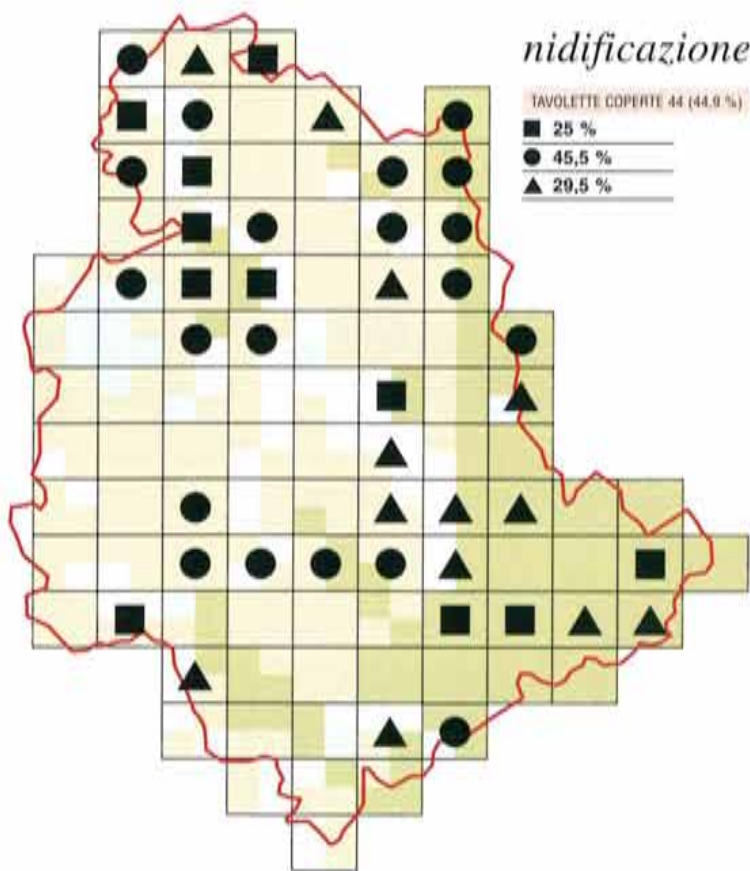 nidificazione
TAVOLETTE COPERTE 44 (44.9 %)
■ 25 %
● 45,5 %
▲ 29,5 %